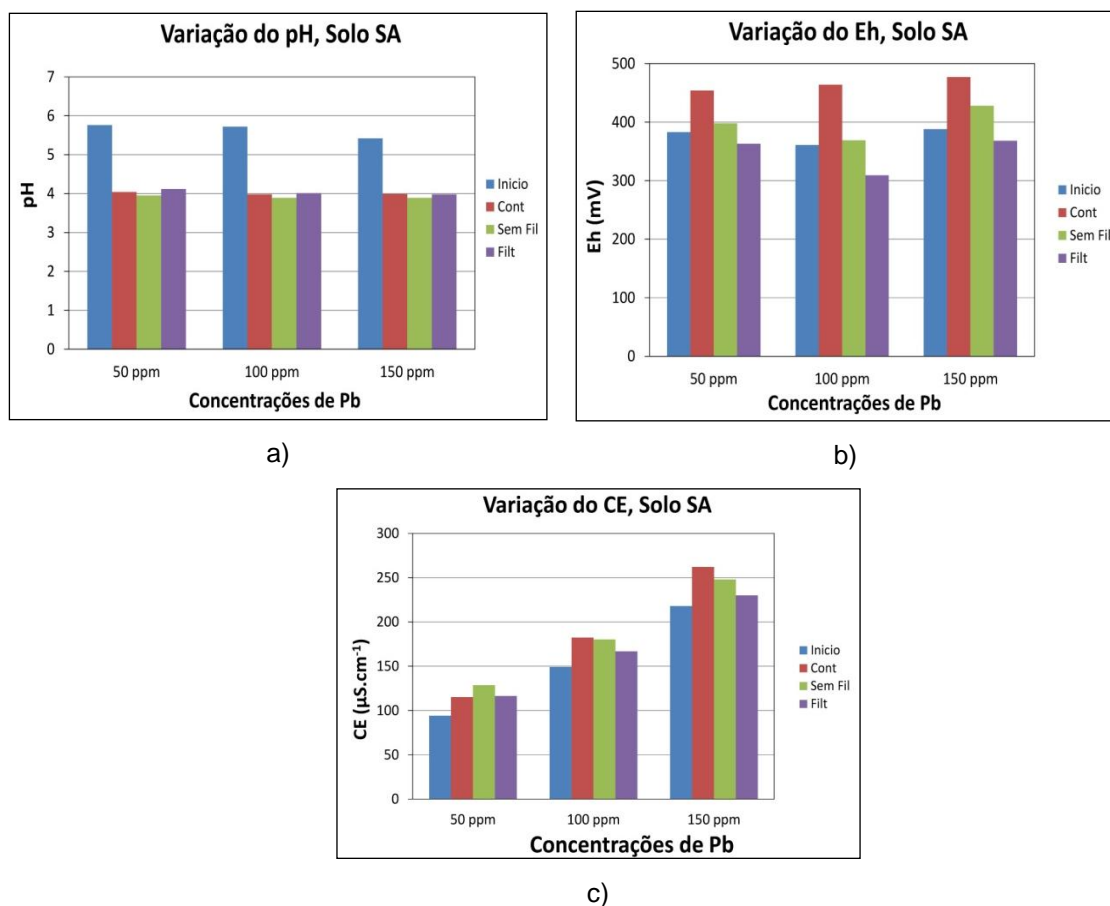 Variação do pH, Solo SA
7
6
5
4
3
2
1
0
pH
50 ppm
100 ppm
150 ppm
Concentrações de Pb
Inicio
Cont
Sem Fil
Filt
a)
Variação do Eh, Solo SA
500
400
300
200
100
0
Eh (mV)
50 ppm
100 ppm
150 ppm
Concentrações de Pb
Inicio
Cont
Sem Fil
Filt
b)
Variação do CE, Solo SA
300
250
200
150
100
50
0
CE (µS.cm⁻¹)
50 ppm
100 ppm
150 ppm
Concentrações de Pb
Inicio
Cont
Sem Fil
Filt
c)